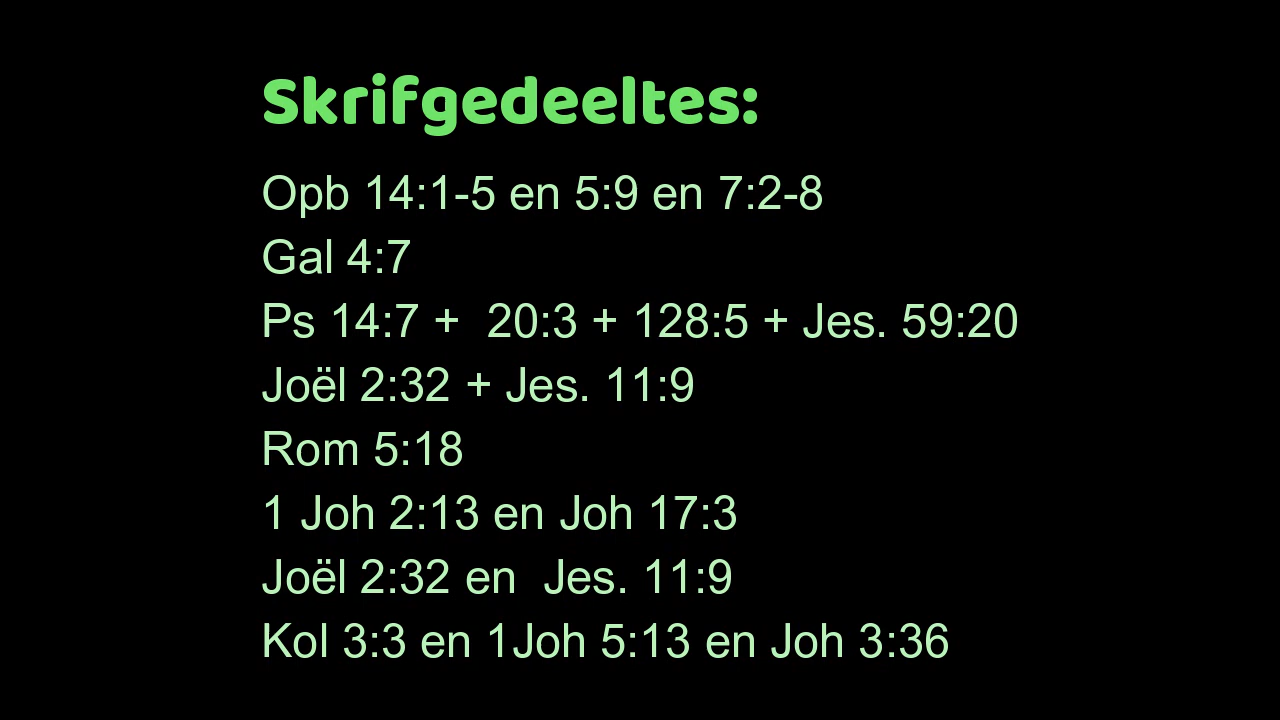 Skrifgedeeltes:
Opb 14:1-5 en 5:9 en 7:2-8
Gal 4:7
Ps 14:7 +  20:3 + 128:5 + Jes. 59:20
Joël 2:32 + Jes. 11:9
Rom 5:18
1 Joh 2:13 en Joh 17:3
Joël 2:32 en  Jes. 11:9
Kol 3:3 en 1Joh 5:13 en Joh 3:36